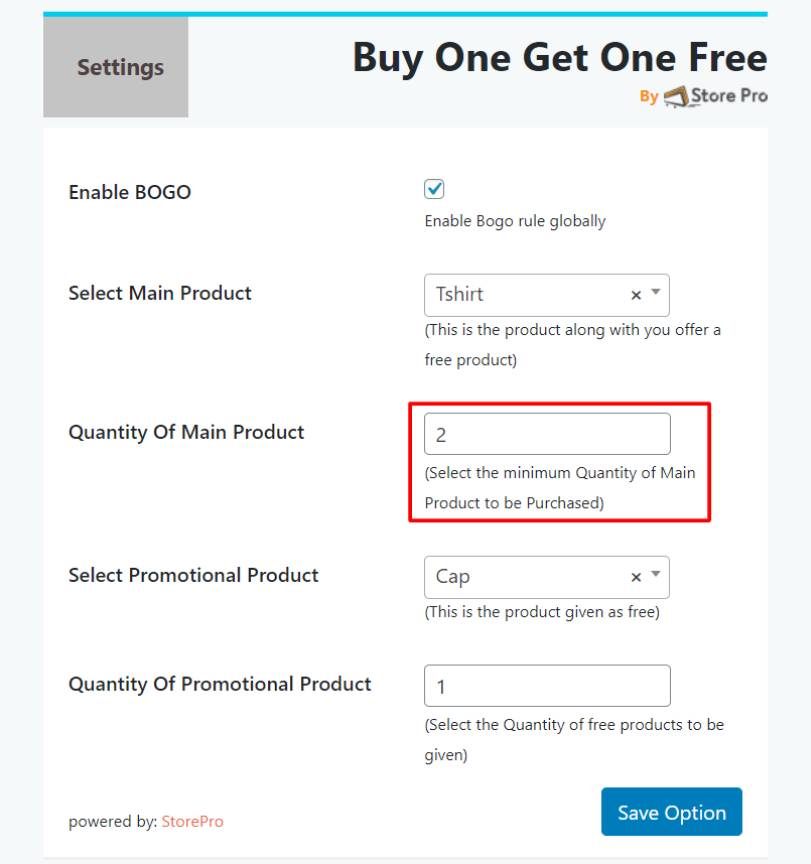 Settings
Buy One Get One Free
By Store Pro
Enable BOGO
Enable Bogo rule globally
Select Main Product
Tshirt
(This is the product along with you offer a
free product)
Quantity Of Main Product
2
(Select the minimum Quantity of Main
Product to be Purchased)
Select Promotional Product
Cap
(This is the product given as free)
Quantity Of Promotional Product
1
(Select the Quantity of free products to be
given)
powered by: StorePro
Save Option